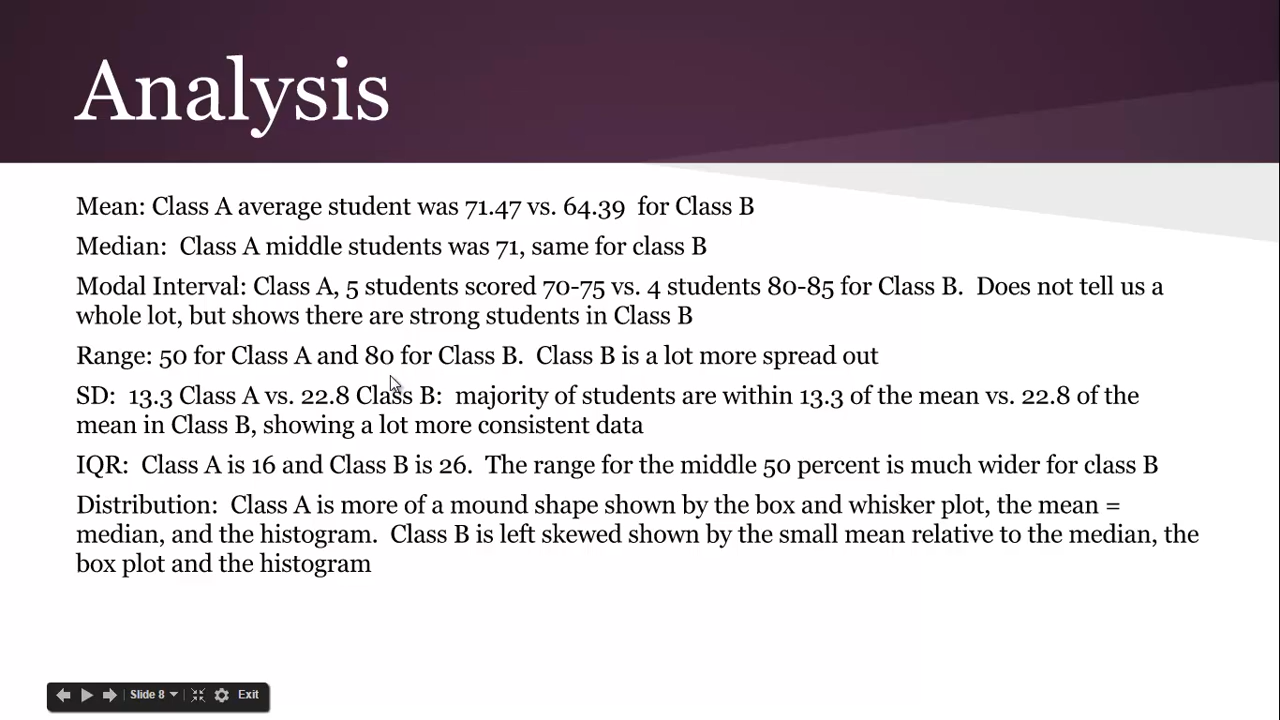 Analysis
Mean: Class A average student was 71.47 vs. 64.39  for Class B
Median:  Class A middle students was 71, same for class B
Modal Interval: Class A, 5 students scored 70-75 vs. 4 students 80-85 for Class B.  Does not tell us a
whole lot, but shows there are strong students in Class B
Range: 50 for Class A and 80 for Class B.  Class B is a lot more spread out
SD:  13.3 Class A vs. 22.8 Class B:  majority of students are within 13.3 of the mean vs. 22.8 of the
mean in Class B, showing a lot more consistent data
IQR:  Class A is 16 and Class B is 26.  The range for the middle 50 percent is much wider for class B
Distribution:  Class A is more of a mound shape shown by the box and whisker plot, the mean =
median, and the histogram.  Class B is left skewed shown by the small mean relative to the median, the
box plot and the histogram
Slide 8 Exit